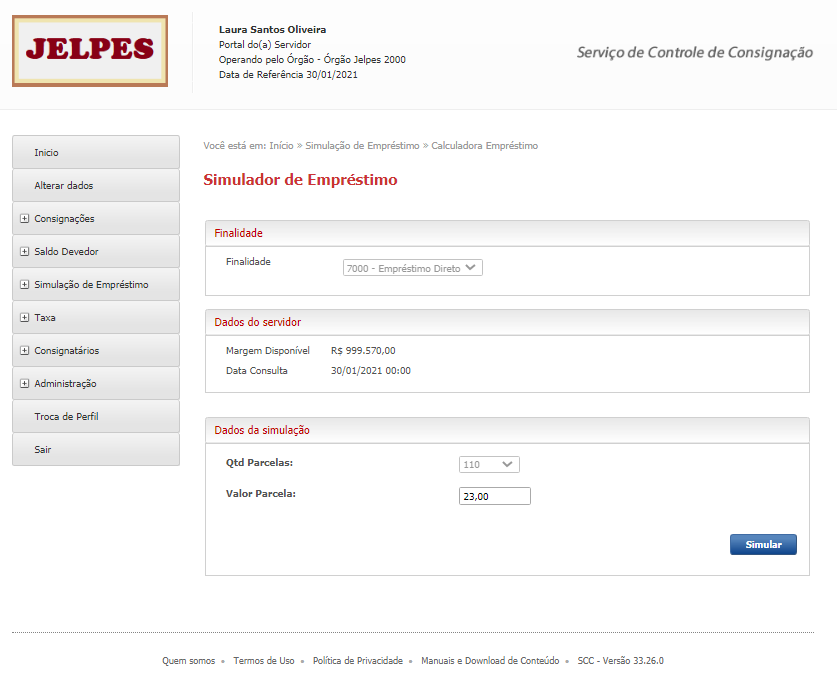 JELPES
Laura Santos Oliveira
Portal do(a) Servidor
Operando pelo Órgão - Órgão Jelpes 2000
Data de Referência 30/01/2021
Serviço de Controle de Consignação
Inicio
Alterar dados
Consignações
Saldo Devedor
Simulação de Empréstimo
Taxa
Consignatários
Administração
Troca de Perfil
Sair
Você está em: Início » Simulação de Empréstimo » Calculadora Empréstimo
Simulador de Empréstimo
Finalidade
Finalidade 7000 - Empréstimo Direto
Dados do servidor
Margem Disponível R$ 999.570,00
Data Consulta 30/01/2021 00:00
Dados da simulação
Qtd Parcelas: 110
Valor Parcela: 23,00
Simular
Quem somos • Termos de Uso • Política de Privacidade • Manuais e Download de Conteúdo • SCC - Versão 33.26.0